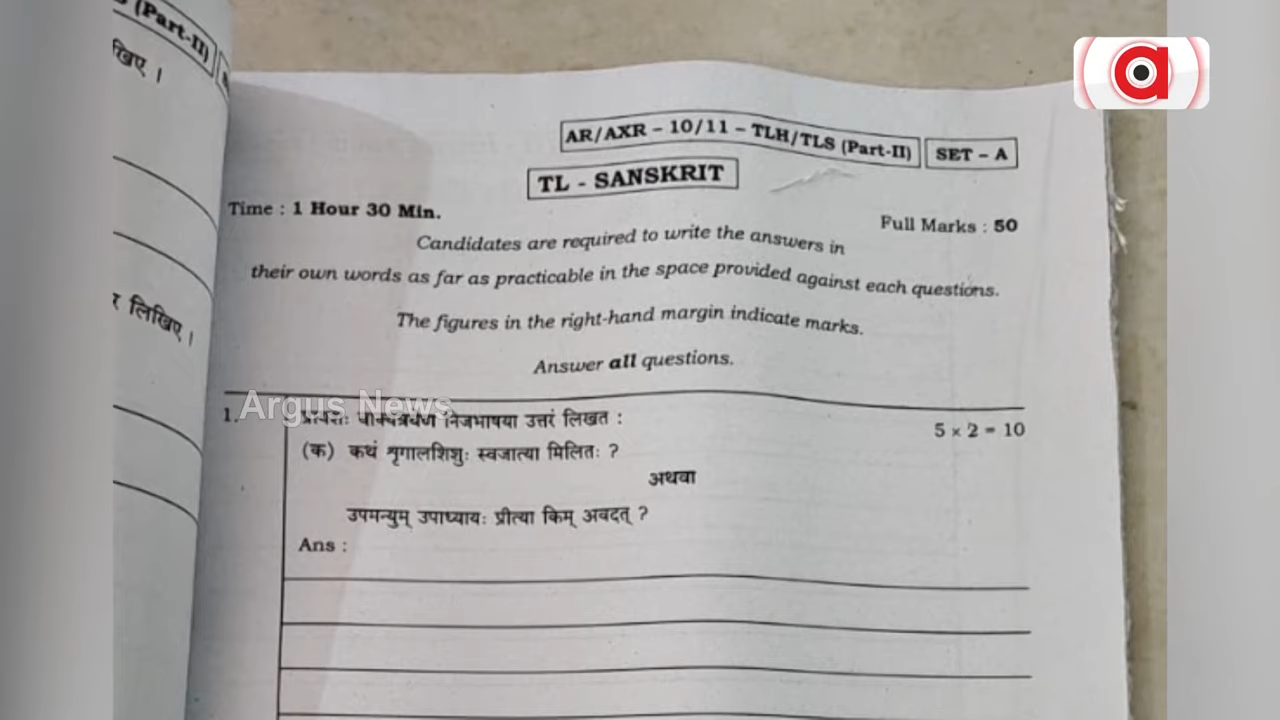 (Part-II)
खिए ।
र लिखिए ।
AR/AXR – 10/11 – TLH/TLS (Part-II)
SET – A
TL - SANSKRIT
Time : 1 Hour 30 Min.
Full Marks : 50
Candidates are required to write the answers in
their own words as far as practicable in the space provided against each questions.
The figures in the right-hand margin indicate marks.
Answer all questions.
Argus News
1. निजभाषया उत्तरं लिखत :
5 × 2 = 10
(क) कथं शृगालशिशुः स्वजात्या मिलितः ?
अथवा
उपमन्युम् उपाध्यायः प्रीत्या किम् अवदत् ?
Ans :
a